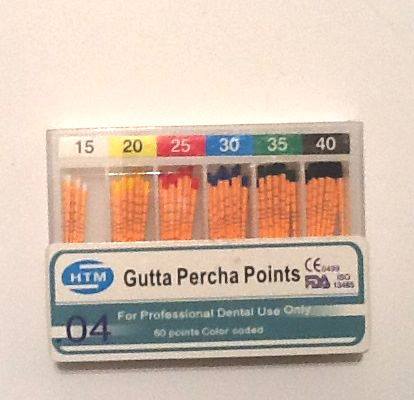 15 20 25 30 35 40
HTM Gutta Percha Points CE0499 FDA ISO 13485
For Professional Dental Use Only
.04 60 points Color coded